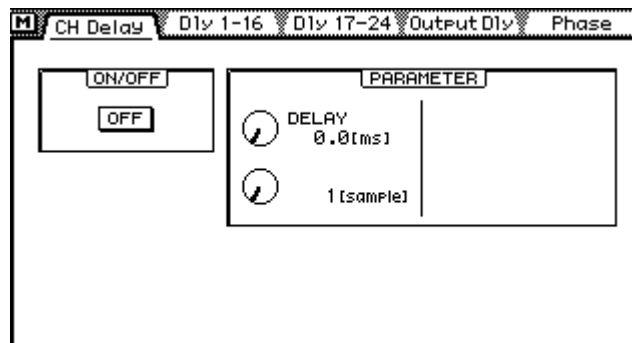 M CH Delay Dly 1-16 Dly 17-24 Output Dly Phase
ON/OFF
OFF
PARAMETER
DELAY
0.0[ms]
1[sample]